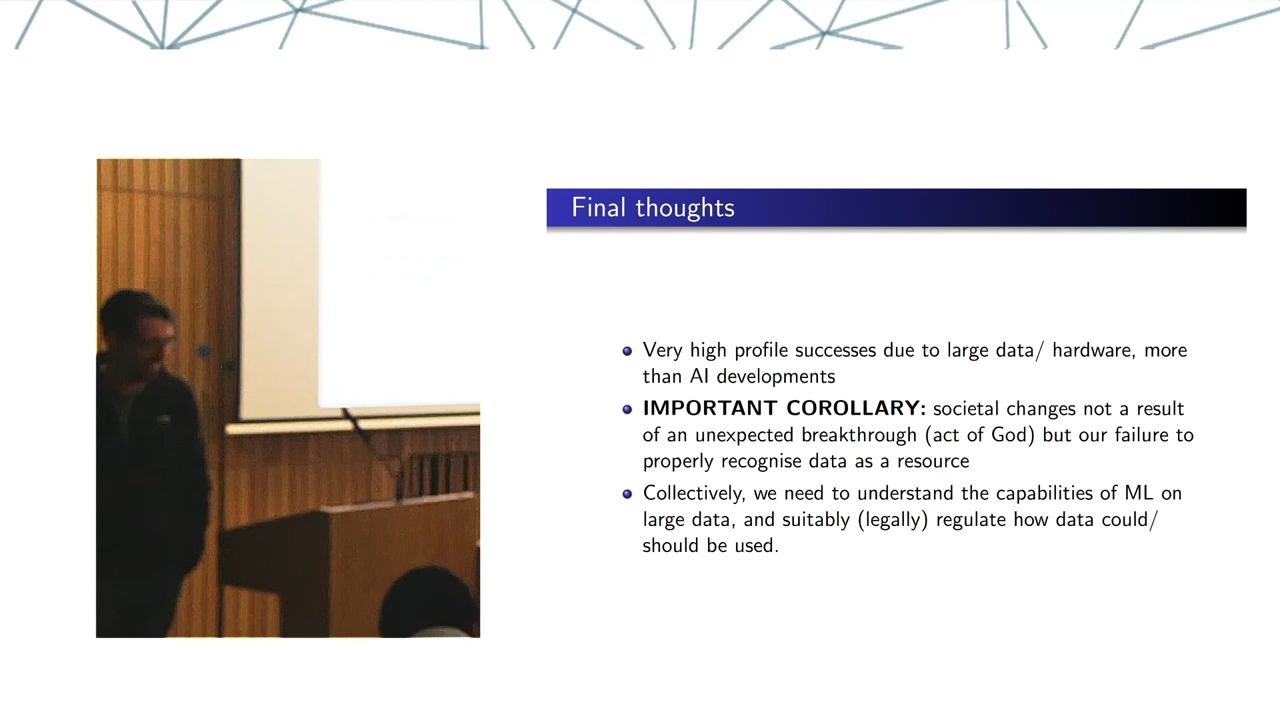 Final thoughts
Very high profile successes due to large data/ hardware, more
than AI developments
IMPORTANT COROLLARY: societal changes not a result
of an unexpected breakthrough (act of God) but our failure to
properly recognise data as a resource
Collectively, we need to understand the capabilities of ML on
large data, and suitably (legally) regulate how data could/
should be used.